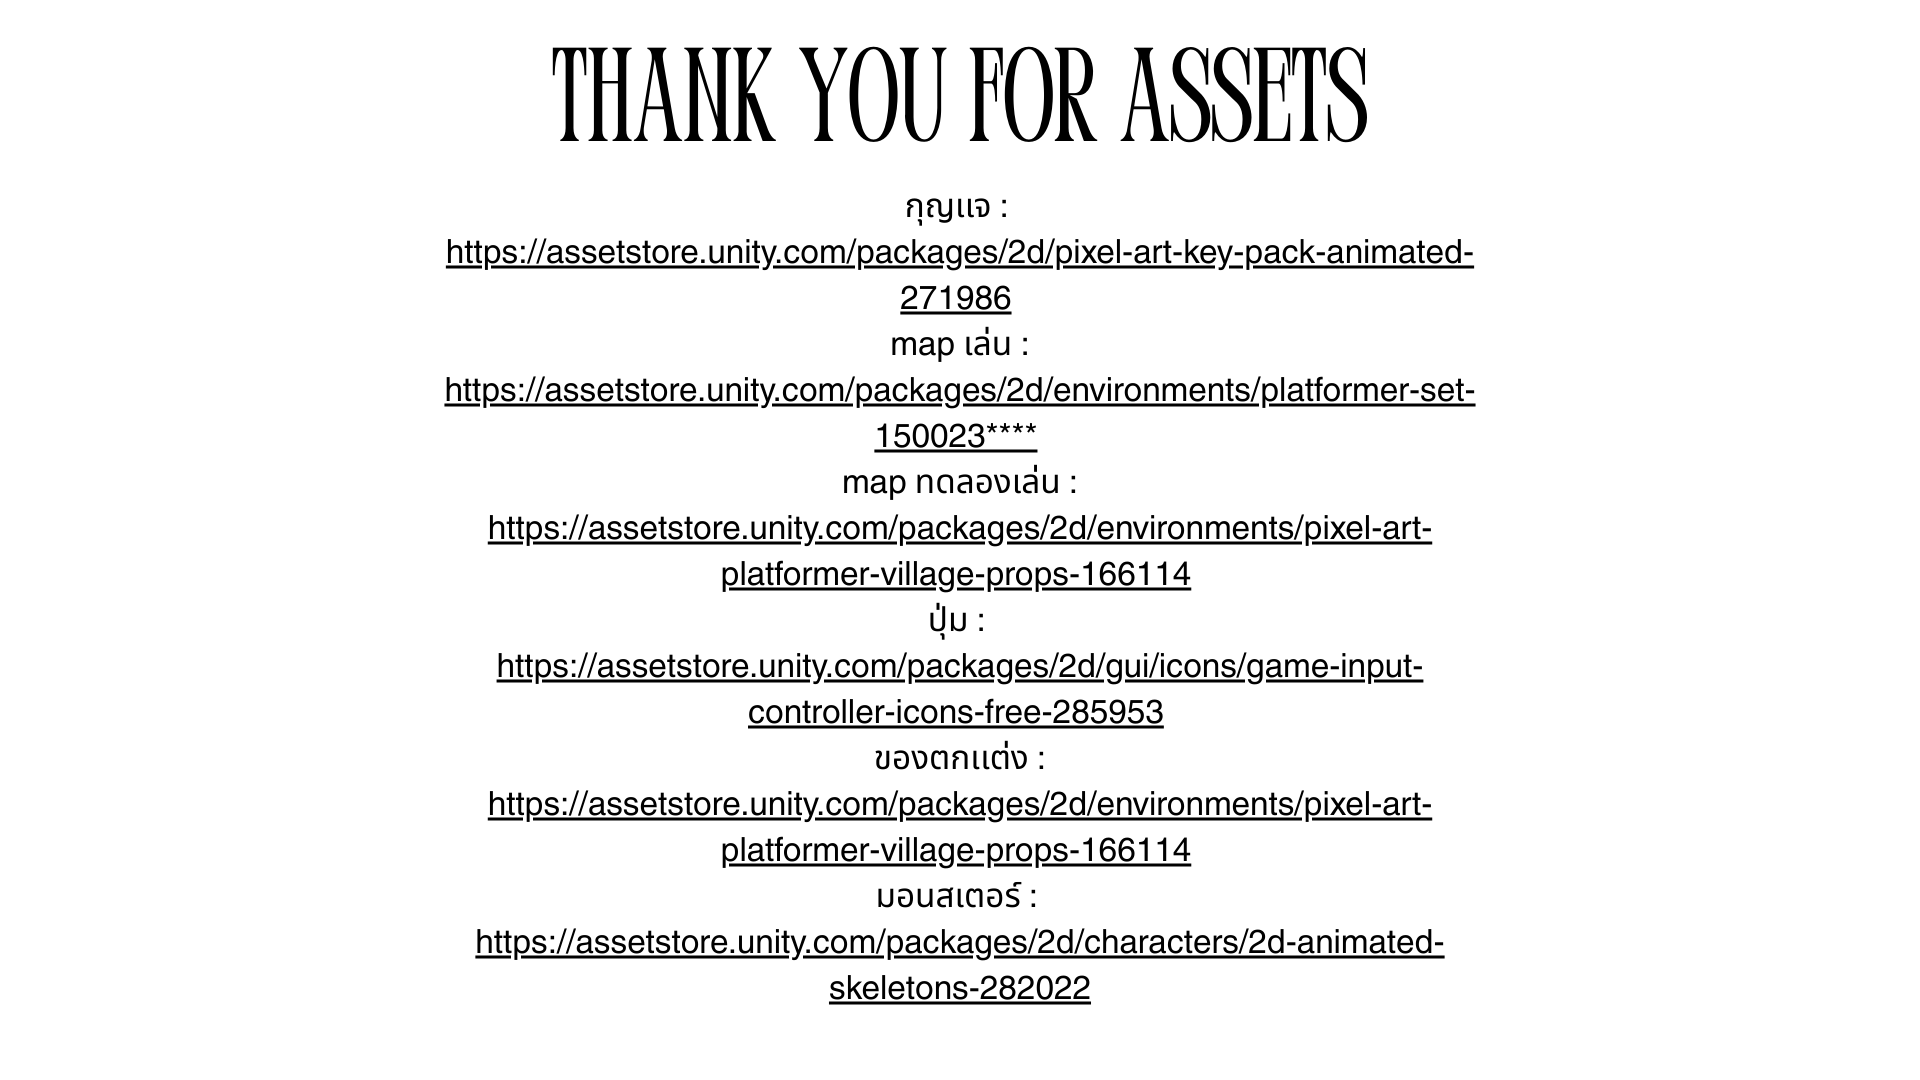 THANK YOU FOR ASSETS
กุญแจ :
https://assetstore.unity.com/packages/2d/pixel-art-key-pack-animated-
271986
map เล่น :
https://assetstore.unity.com/packages/2d/environments/platformer-set-
150023****
map ทดลองเล่น :
https://assetstore.unity.com/packages/2d/environments/pixel-art-
platformer-village-props-166114
ปุ่ม :
https://assetstore.unity.com/packages/2d/gui/icons/game-input-
controller-icons-free-285953
ของตกแต่ง :
https://assetstore.unity.com/packages/2d/environments/pixel-art-
platformer-village-props-166114
มอนสเตอร์ :
https://assetstore.unity.com/packages/2d/characters/2d-animated-
skeletons-282022